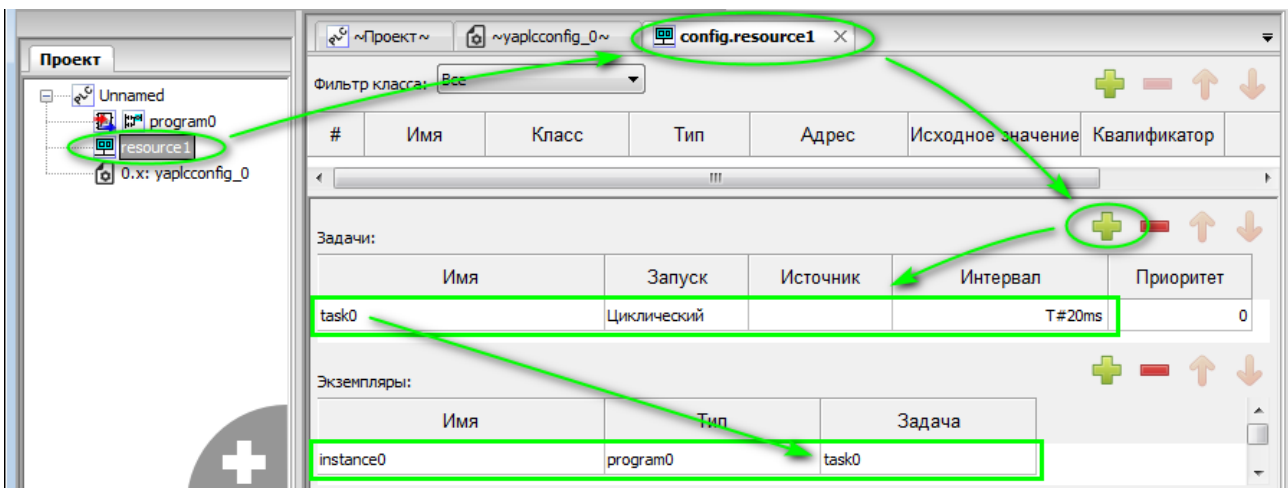 Проект
Unnamed
program0
resource1
0.x: yaplcconfig_0
~Проект~ ~yaplcconfig_0~ config.resource1
Фильтр класса: Все
# Имя Класс Тип Адрес Исходное значение Квалификатор
Задачи:
Имя Запуск Источник Интервал Приоритет
task0 Циклический T#20ms 0
Экземпляры:
Имя Тип Задача
instance0 program0 task0